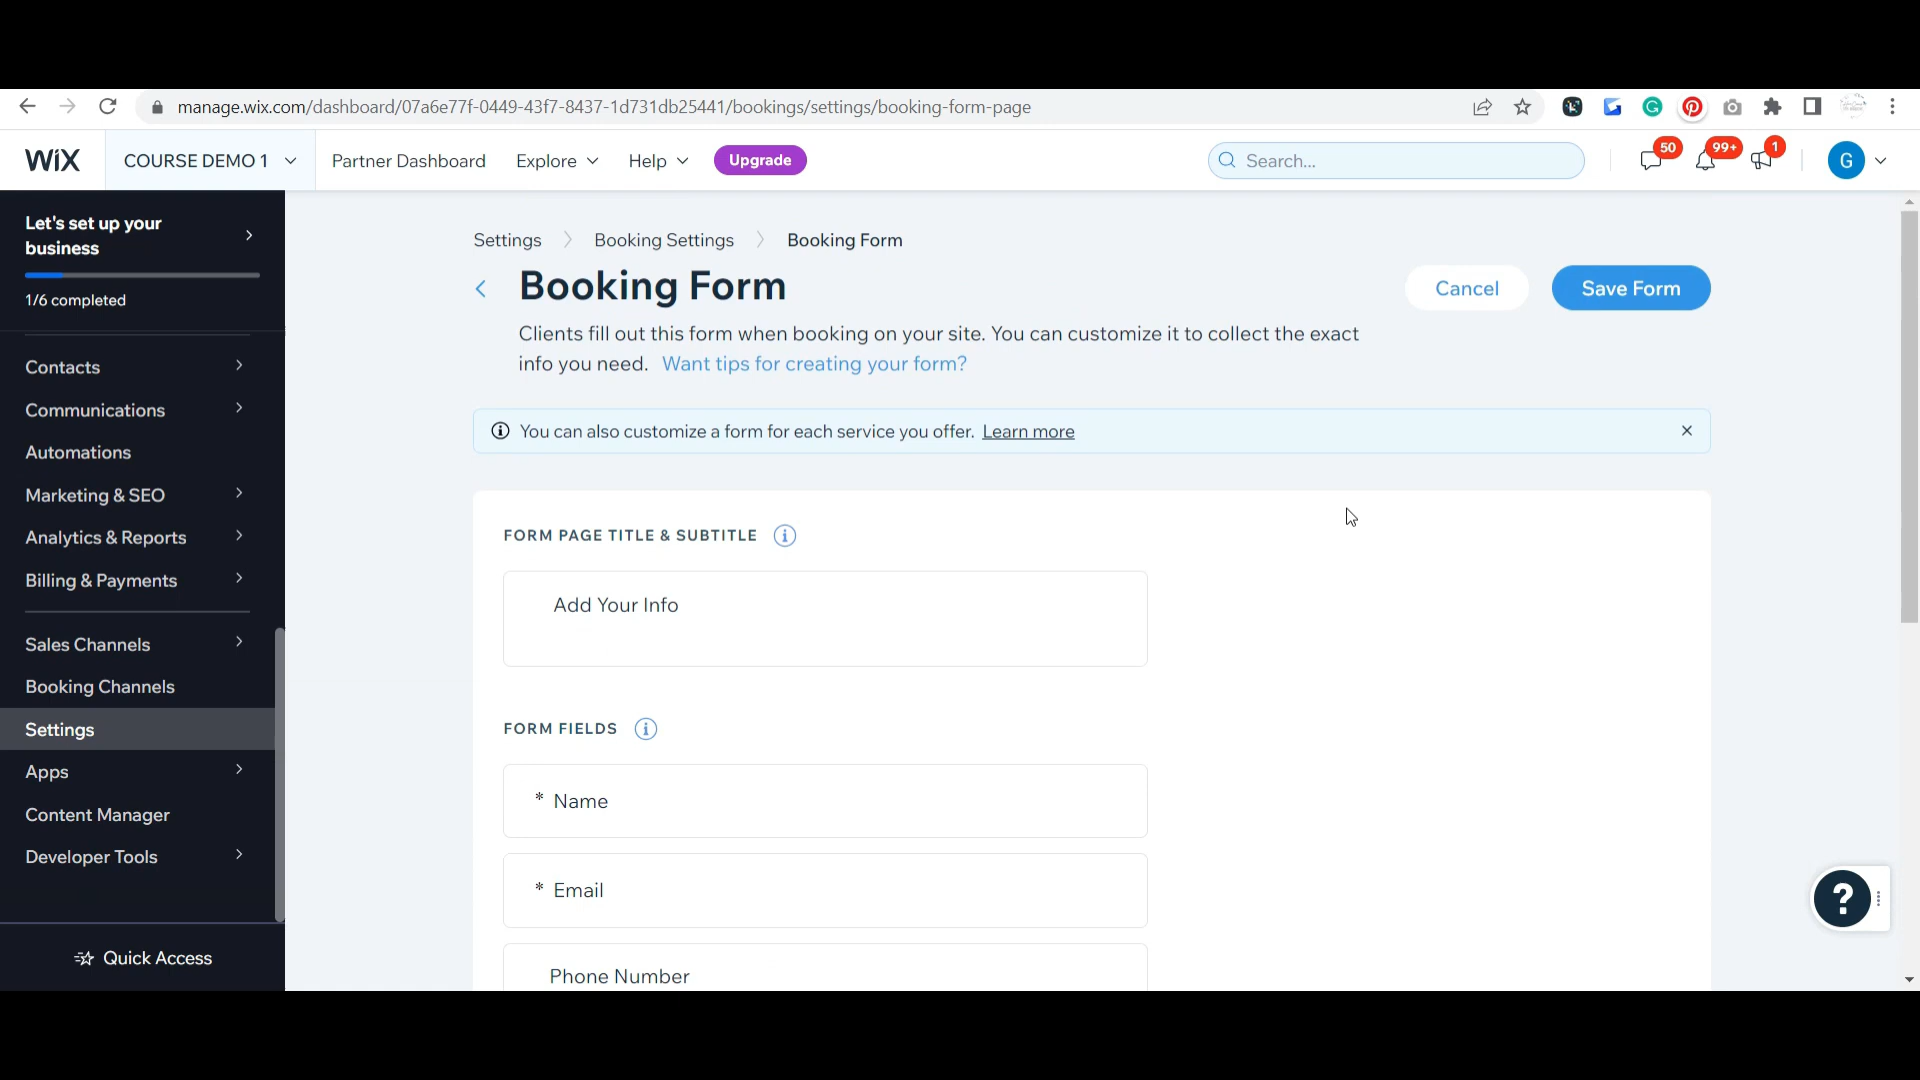 manage.wix.com/dashboard/07a6e77f-0449-43f7-8437-1d731db25441/bookings/settings/booking-form-page
WIX
COURSE DEMO 1
Partner Dashboard
Explore
Help
Upgrade
Search...
50
99+
1
G
Let's set up your
business
1/6 completed
Contacts
Communications
Automations
Marketing & SEO
Analytics & Reports
Billing & Payments
Sales Channels
Booking Channels
Settings
Apps
Content Manager
Developer Tools
Quick Access
Settings > Booking Settings > Booking Form
Booking Form
Cancel
Save Form
Clients fill out this form when booking on your site. You can customize it to collect the exact
info you need. Want tips for creating your form?
You can also customize a form for each service you offer. Learn more
FORM PAGE TITLE & SUBTITLE
Add Your Info
FORM FIELDS
* Name
* Email
Phone Number
?